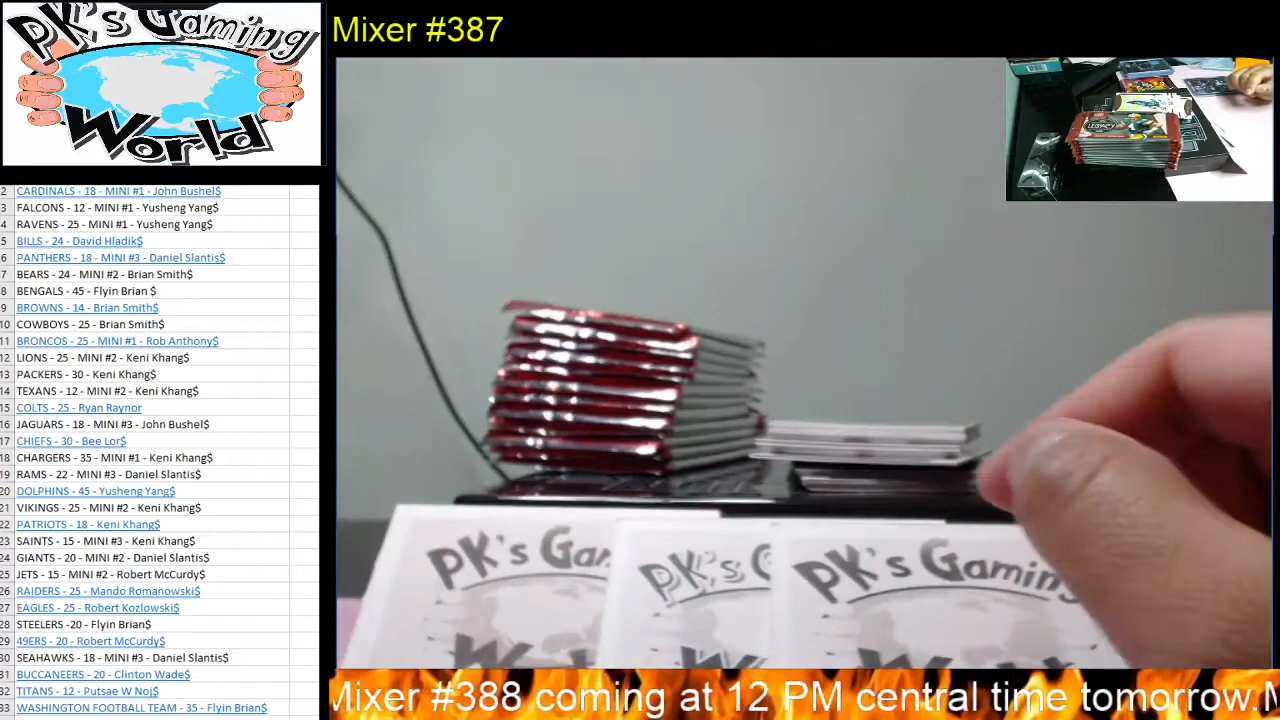 PK's Gaming
World
Mixer #387
2 CARDINALS - 18 - MINI #1 - John Bushel$
3 FALCONS - 12 - MINI #1 - Yusheng Yang$
4 RAVENS - 25 - MINI #1 - Yusheng Yang$
5 BILLS - 24 - David Hladik$
6 PANTHERS - 18 - MINI #3 - Daniel Slantis$
7 BEARS - 24 - MINI #2 - Brian Smith$
8 BENGALS - 45 - Flyin Brian $
9 BROWNS - 14 - Brian Smith$
10 COWBOYS - 25 - Brian Smith$
11 BRONCOS - 25 - MINI #1 - Rob Anthony$
12 LIONS - 25 - MINI #2 - Keni Khang$
13 PACKERS - 30 - Keni Khang$
14 TEXANS - 12 - MINI #2 - Keni Khang$
15 COLTS - 25 - Ryan Raynor
16 JAGUARS - 18 - MINI #3 - John Bushel$
17 CHIEFS - 30 - Bee Lor$
18 CHARGERS - 35 - MINI #1 - Keni Khang$
19 RAMS - 22 - MINI #3 - Daniel Slantis$
20 DOLPHINS - 45 - Yusheng Yang$
21 VIKINGS - 25 - MINI #2 - Keni Khang$
22 PATRIOTS - 18 - Keni Khang$
23 SAINTS - 15 - MINI #3 - Keni Khang$
24 GIANTS - 20 - MINI #2 - Daniel Slantis$
25 JETS - 15 - MINI #2 - Robert McCurdy$
26 RAIDERS - 25 - Mando Romanowski$
27 EAGLES - 25 - Robert Kozlowski$
28 STEELERS -20 - Flyin Brian$
29 49ERS - 20 - Robert McCurdy$
30 SEAHAWKS - 18 - MINI #3 - Daniel Slantis$
31 BUCCANEERS - 20 - Clinton Wade$
32 TITANS - 12 - Putsae W Noj$
33 WASHINGTON FOOTBALL TEAM - 35 - Flyin Brian$
LEGACY
PK's Gam
PK's G
PK's Gaming
Mixer #388 coming at 12 PM central time tomorrow.M